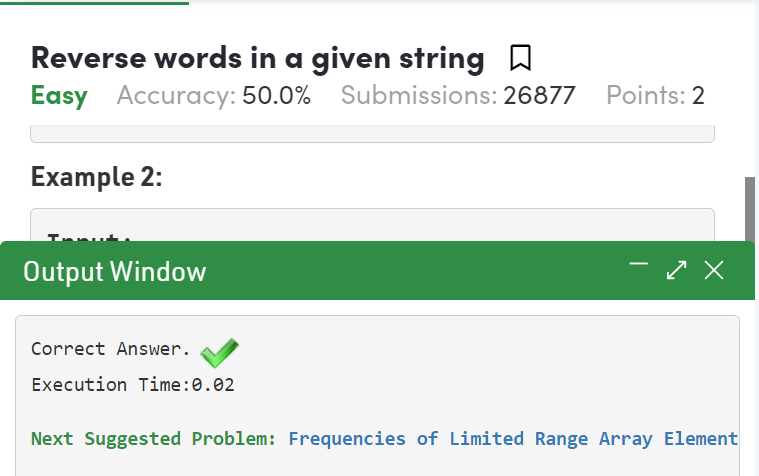 Reverse words in a given string
Easy Accuracy: 50.0% Submissions: 26877 Points: 2
Example 2:
Input:
Output Window
Correct Answer.
Execution Time:0.02
Next Suggested Problem: Frequencies of Limited Range Array Element